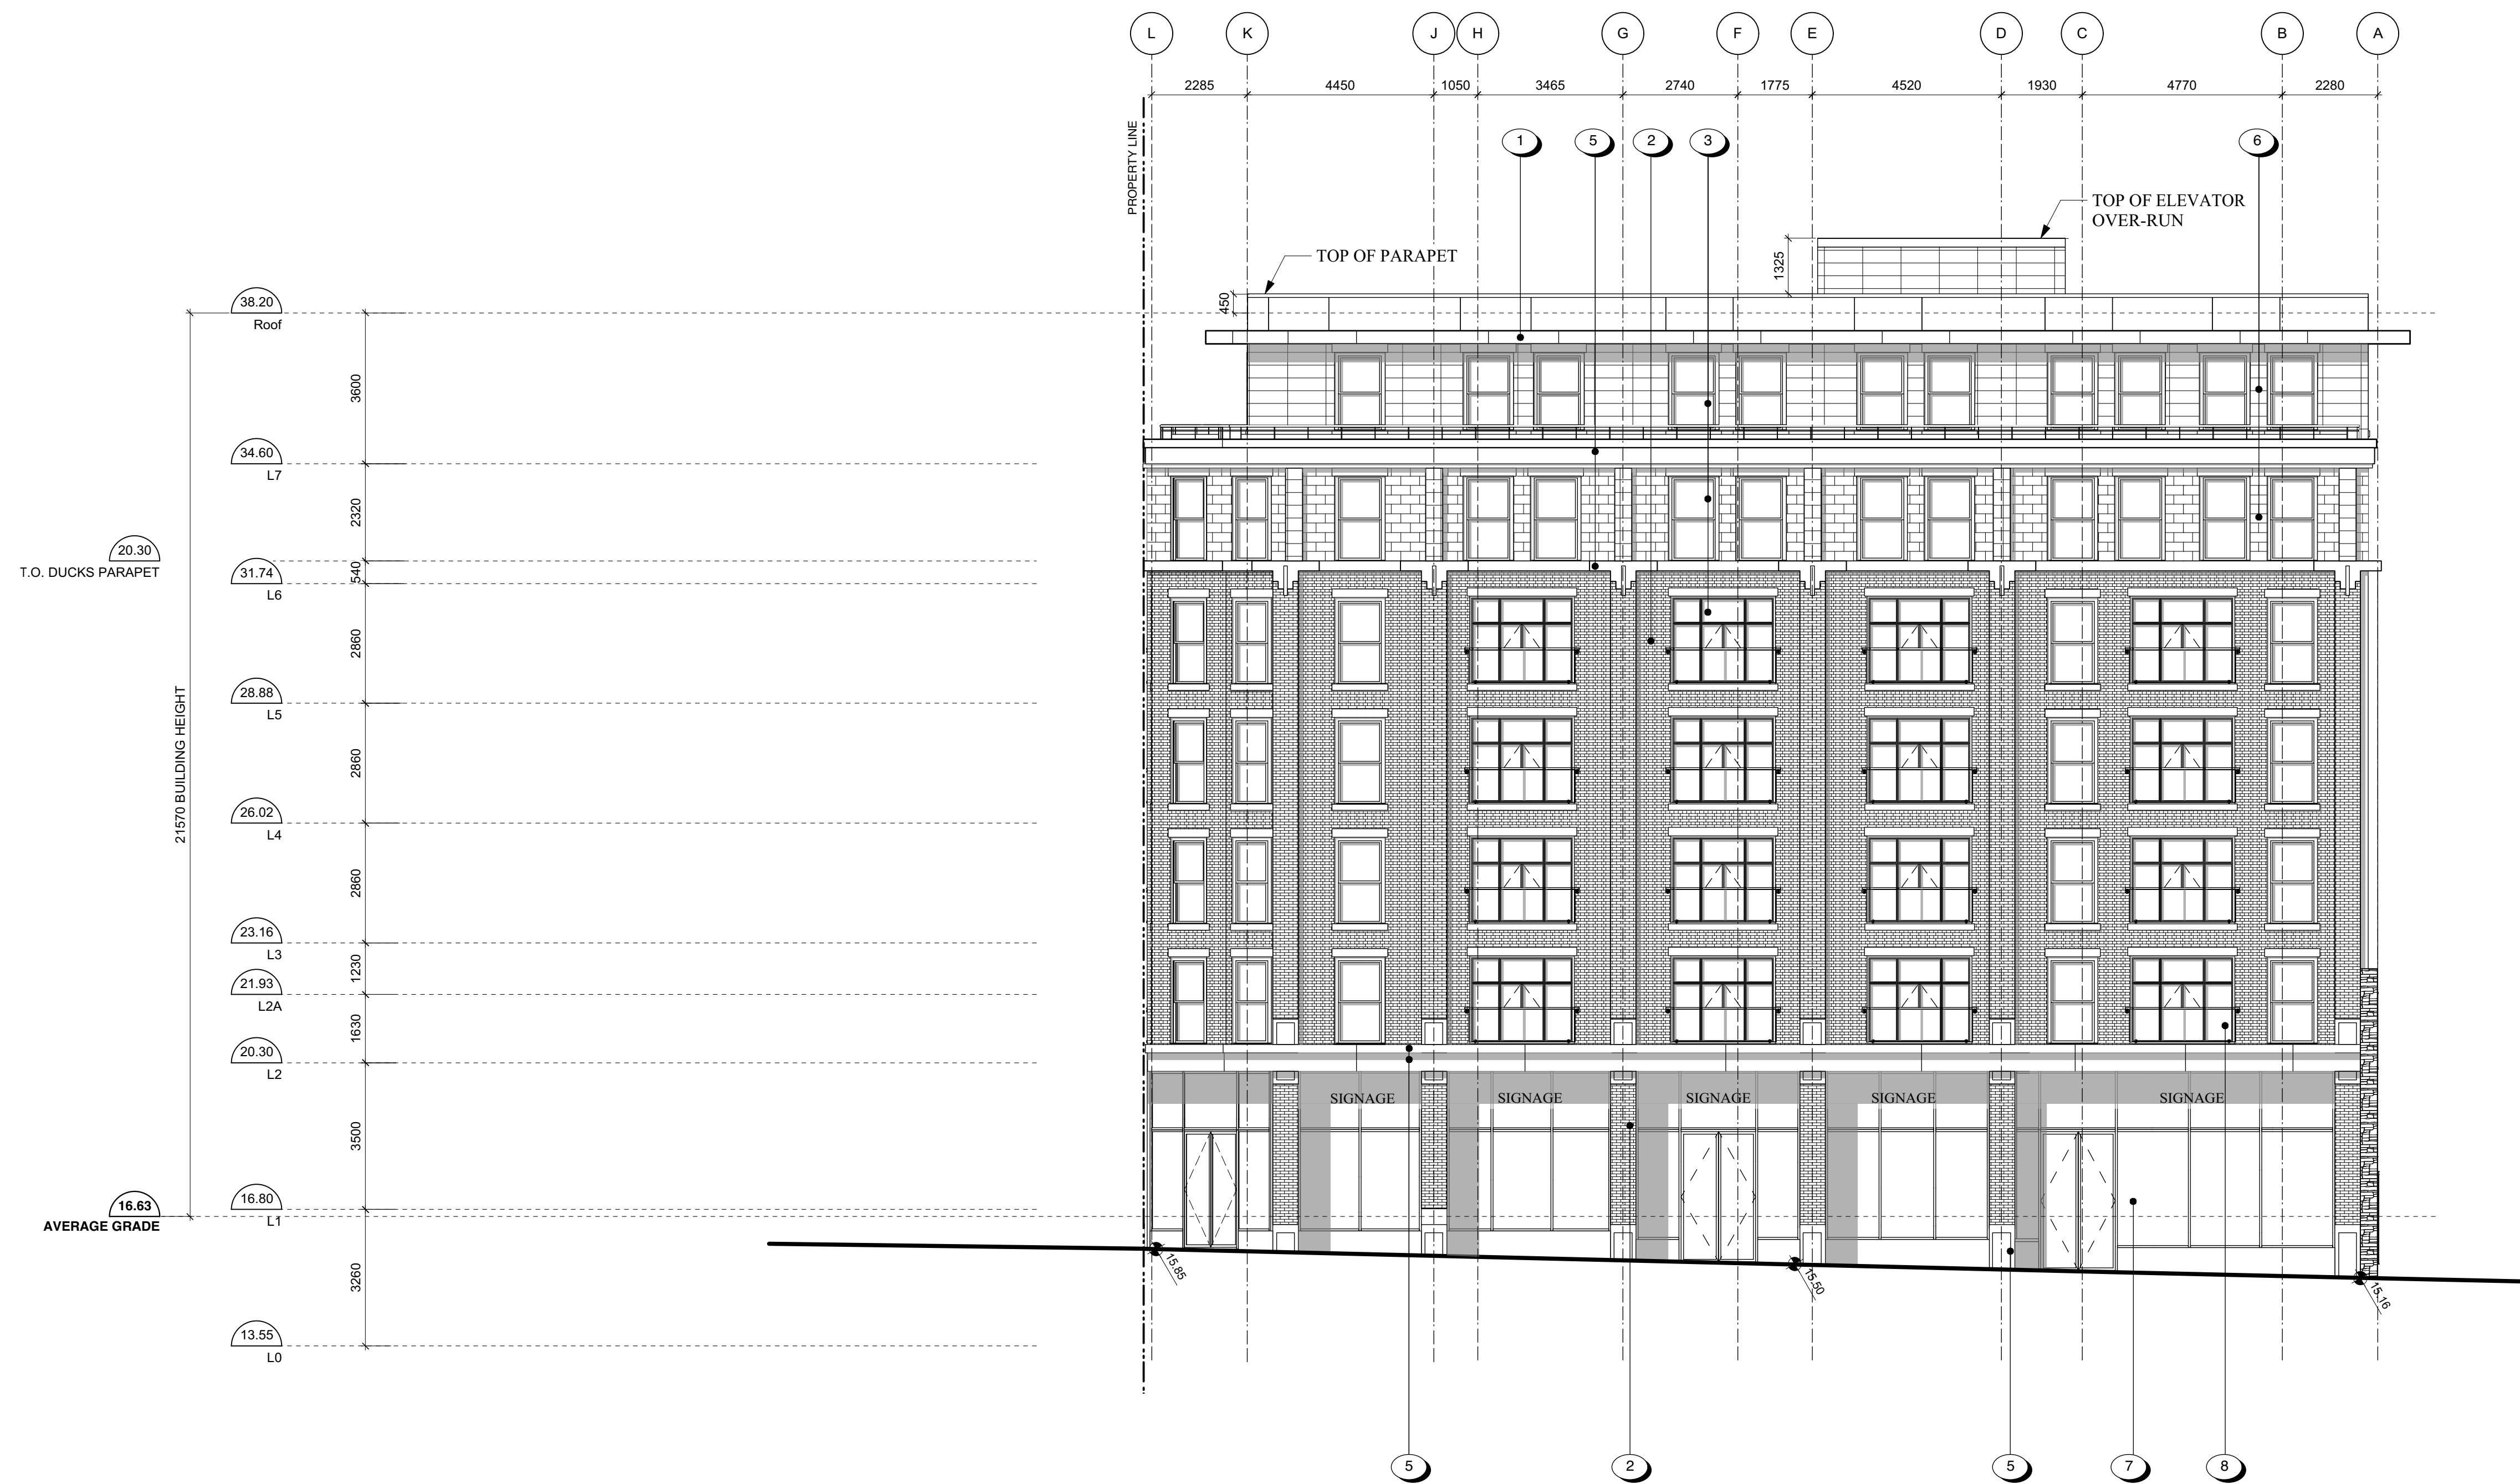 L K J H G F E D C B A
2285 4450 1050 3465 2740 1775 4520 1930 4770 2280
PROPERTY LINE
1 5 2 3 6
TOP OF ELEVATOR
OVER-RUN
TOP OF PARAPET
1325
450
38.20
Roof
3600
34.60
L7
2320
20.30
T.O. DUCKS PARAPET
540
31.74
L6
2860
28.88
L5
21570 BUILDING HEIGHT
2860
26.02
L4
2860
23.16
L3
1230
21.93
L2A
1630
20.30
L2
SIGNAGE SIGNAGE SIGNAGE SIGNAGE SIGNAGE
3500
16.80
L1
16.63
AVERAGE GRADE
3260
15.85
15.50
15.16
13.55
L0
5 2 5 7 8